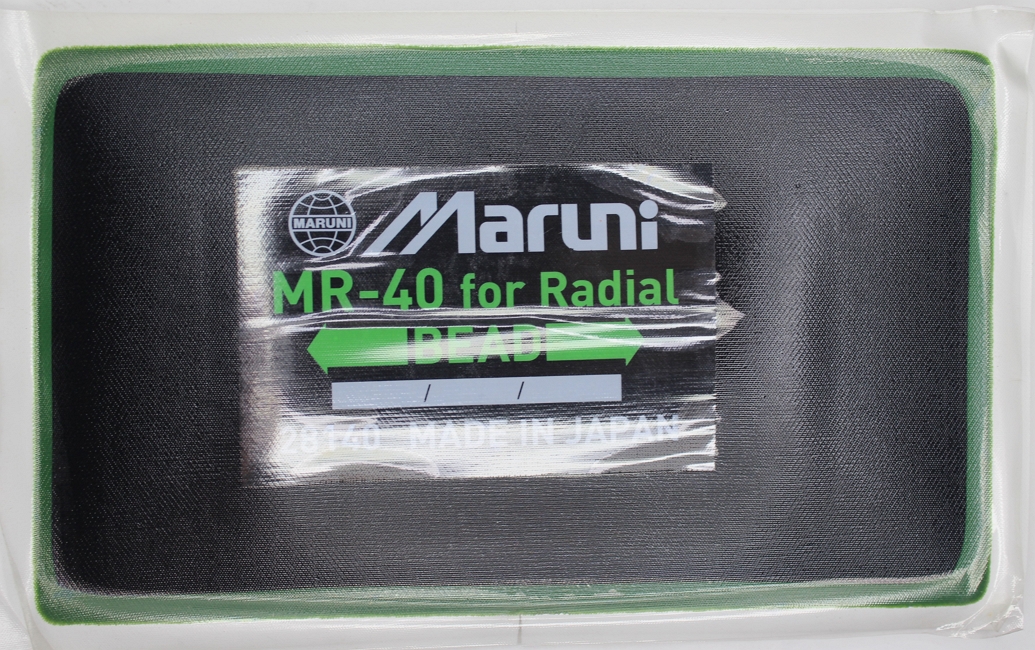 MARUNI Maruni
MR-40 for Radial
BEAD
/ /
28140 MADE IN JAPAN